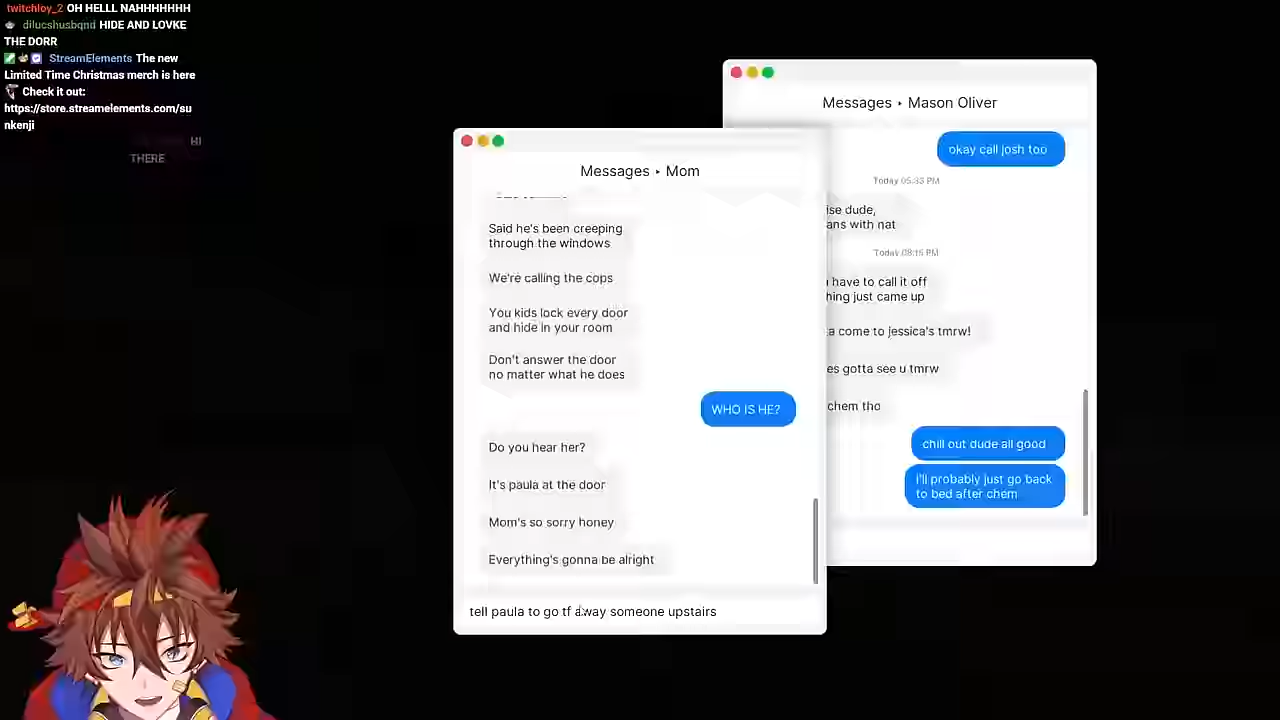 twitchloy_2 OH HELLL NAHHHHHHH
dilucshusbqnd HIDE AND LOVKE
THE DORR
StreamElements The new
Limited Time Christmas merch is here
Check it out:
https://store.streamelements.com/su
nkenji
HI
THERE
Messages ‣ Mom
Said he's been creeping
through the windows
We're calling the cops
You kids lock every door
and hide in your room
Don't answer the door
no matter what he does
WHO IS HE?
Do you hear her?
It's paula at the door
Mom's so sorry honey
Everything's gonna be alright
tell paula to go tf away someone upstairs
Messages ‣ Mason Oliver
okay call josh too
Today 05:33 PM
ise dude,
ans with nat
Today 08:15 PM
have to call it off
hing just came up
a come to jessica's tmrw!
es gotta see u tmrw
chem tho
chill out dude all good
i'll probably just go back
to bed after chem